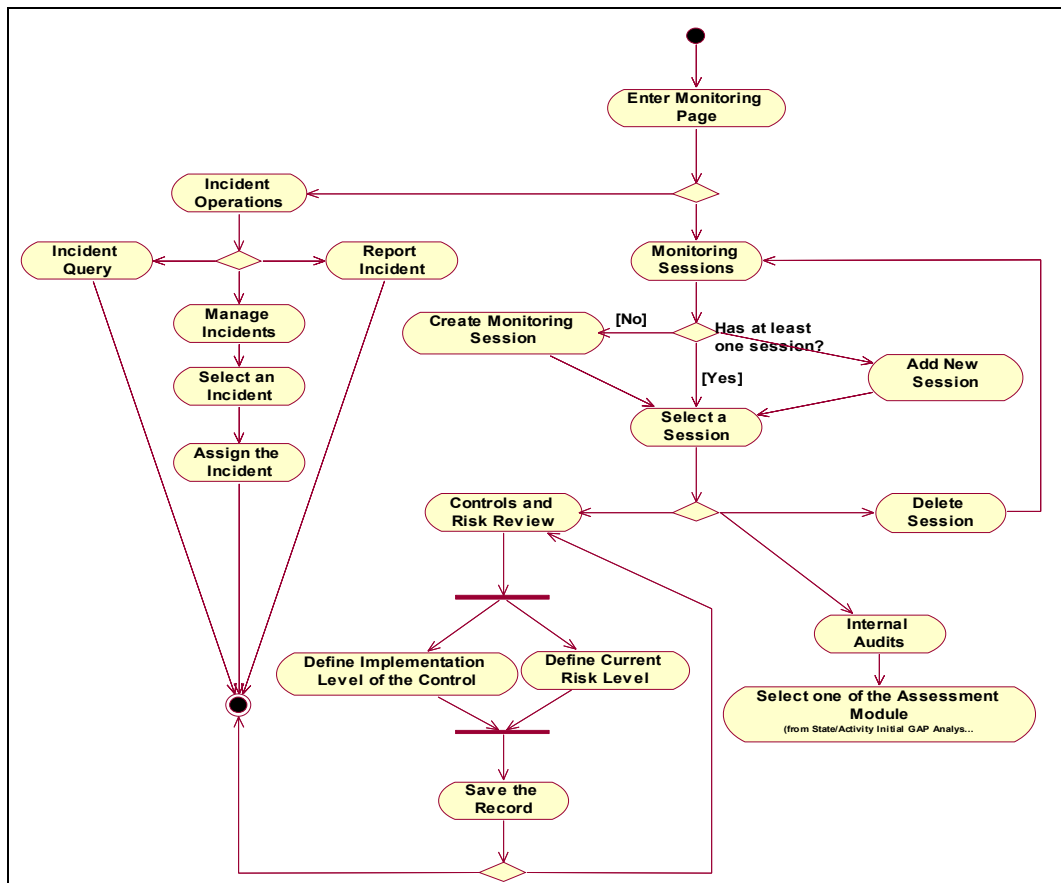 Enter Monitoring
Page
Incident
Operations
Incident
Query
Report
Incident
Monitoring
Sessions
Manage
Incidents
Create Monitoring
Session
[No]
Has at least
one session?
Add New
Session
Select an
Incident
[Yes]
Select a
Session
Assign the
Incident
Controls and
Risk Review
Delete
Session
Internal
Audits
Define Implementation
Level of the Control
Define Current
Risk Level
Select one of the Assessment
Module
(from State/Activity Initial GAP Analys...
Save the
Record